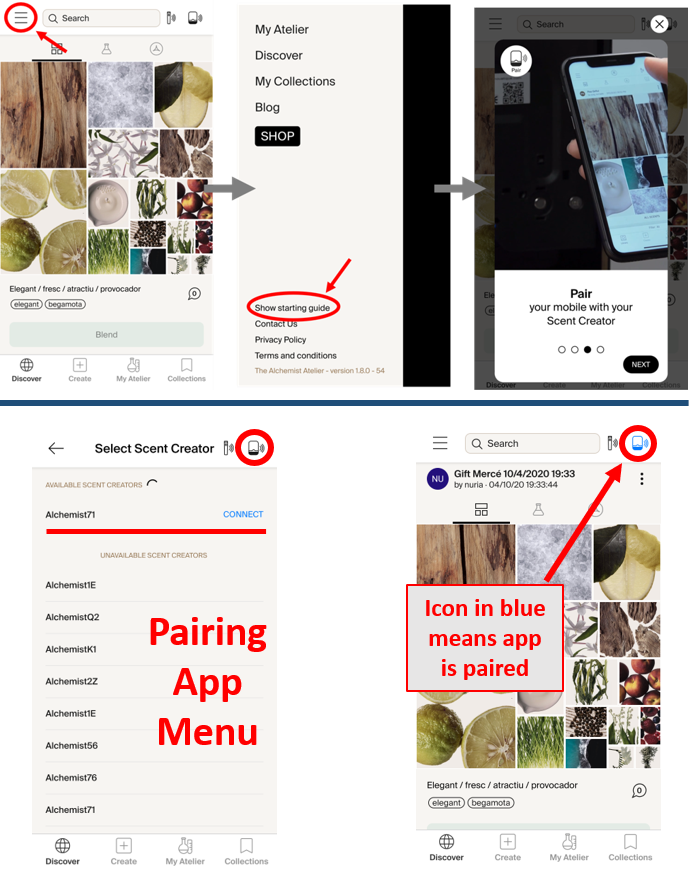 Search
Elegant / fresc / atractiu / provocador
0
elegant
begamota
Blend
Discover
Create
My Atelier
Collections
My Atelier
Discover
My Collections
Blog
SHOP
Show starting guide
Contact Us
Privacy Policy
Terms and conditions
The Alchemist Atelier - version 1.8.0 - 54
Search
Pair
Ele
Pair
your mobile with your
Scent Creator
NEXT
Discover
Create
My Atelier
Collections
Select Scent Creator
AVAILABLE SCENT CREATORS
Alchemist71
CONNECT
UNAVAILABLE SCENT CREATORS
Alchemist1E
AlchemistQ2
AlchemistK1
Alchemist2Z
Alchemist1E
Alchemist56
Alchemist76
Alchemist71
Pairing
App
Menu
Discover
Create
My Atelier
Collections
Search
NU
Gift Mercé 10/4/2020 19:33
by nuria - 04/10/20 19:33:44
Icon in blue
means app
is paired
Elegant / fresc / atractiu / provocador
0
elegant
begamota
Discover
Create
My Atelier
Collections